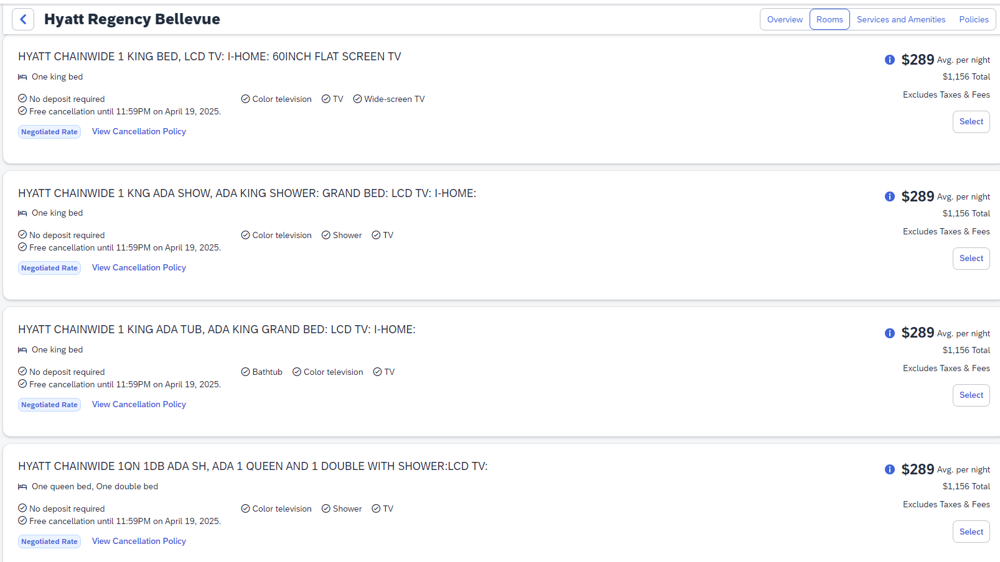 Hyatt Regency Bellevue
Overview Rooms Services and Amenities Policies
HYATT CHAINWIDE 1 KING BED, LCD TV: I-HOME: 60INCH FLAT SCREEN TV
$289 Avg. per night
One king bed
$1,156 Total
Excludes Taxes & Fees
No deposit required Color television TV Wide-screen TV
Free cancellation until 11:59PM on April 19, 2025.
Select
Negotiated Rate View Cancellation Policy
HYATT CHAINWIDE 1 KNG ADA SHOW, ADA KING SHOWER: GRAND BED: LCD TV: I-HOME:
$289 Avg. per night
One king bed
$1,156 Total
Excludes Taxes & Fees
No deposit required Color television Shower TV
Free cancellation until 11:59PM on April 19, 2025.
Select
Negotiated Rate View Cancellation Policy
HYATT CHAINWIDE 1 KING ADA TUB, ADA KING GRAND BED: LCD TV: I-HOME:
$289 Avg. per night
One king bed
$1,156 Total
Excludes Taxes & Fees
No deposit required Bathtub Color television TV
Free cancellation until 11:59PM on April 19, 2025.
Select
Negotiated Rate View Cancellation Policy
HYATT CHAINWIDE 1QN 1DB ADA SH, ADA 1 QUEEN AND 1 DOUBLE WITH SHOWER:LCD TV:
$289 Avg. per night
One queen bed, One double bed
$1,156 Total
Excludes Taxes & Fees
No deposit required Color television Shower TV
Free cancellation until 11:59PM on April 19, 2025.
Select
Negotiated Rate View Cancellation Policy